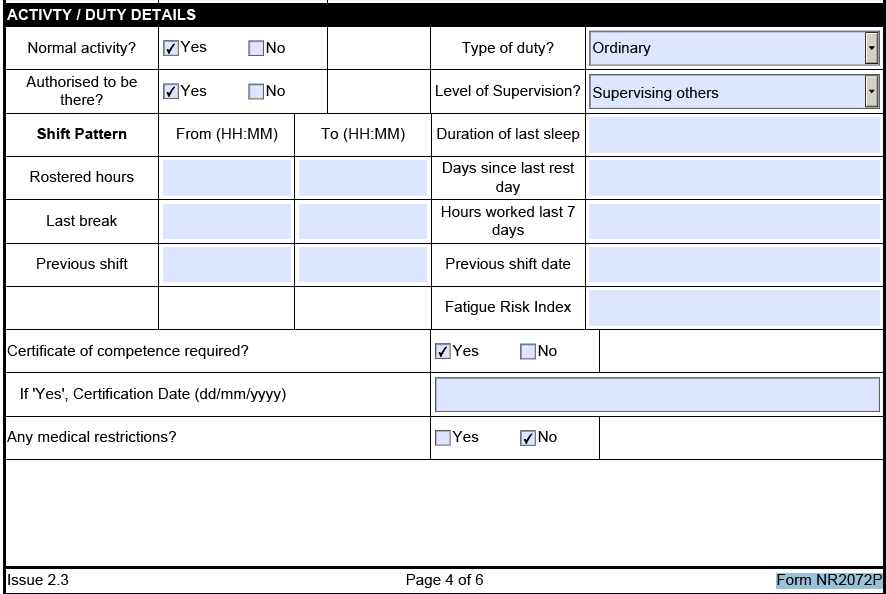 ACTIVTY / DUTY DETAILS
Normal activity? Yes No Type of duty? Ordinary
Authorised to be
there? Yes No Level of Supervision? Supervising others
Shift Pattern From (HH:MM) To (HH:MM) Duration of last sleep
Rostered hours Days since last rest
day
Last break Hours worked last 7
days
Previous shift Previous shift date
Fatigue Risk Index
Certificate of competence required? Yes No
If 'Yes', Certification Date (dd/mm/yyyy)
Any medical restrictions? Yes No
Issue 2.3 Page 4 of 6 Form NR2072P